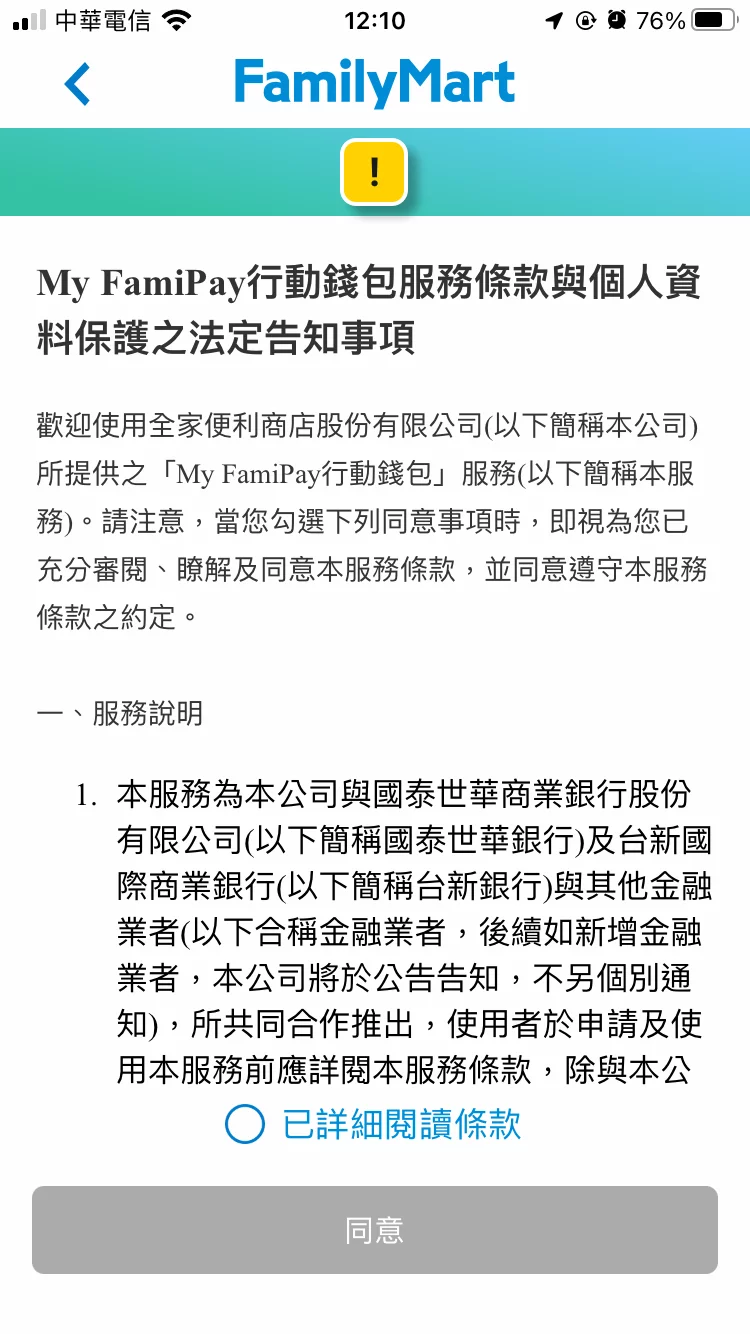 中華電信
12:10
76%
FamilyMart
!
My FamiPay行動錢包服務條款與個人資
料保護之法定告知事項
歡迎使用全家便利商店股份有限公司(以下簡稱本公司)
所提供之「My FamiPay行動錢包」服務(以下簡稱本服
務)。請注意，當您勾選下列同意事項時，即視為您已
充分審閱、瞭解及同意本服務條款，並同意遵守本服務
條款之約定。
一、服務說明
1. 本服務為本公司與國泰世華商業銀行股份
有限公司(以下簡稱國泰世華銀行)及台新國
際商業銀行(以下簡稱台新銀行)與其他金融
業者(以下合稱金融業者，後續如新增金融
業者，本公司將於公告告知，不另個別通
知)，所共同合作推出，使用者於申請及使
用本服務前應詳閱本服務條款，除與本公
已詳細閱讀條款
同意